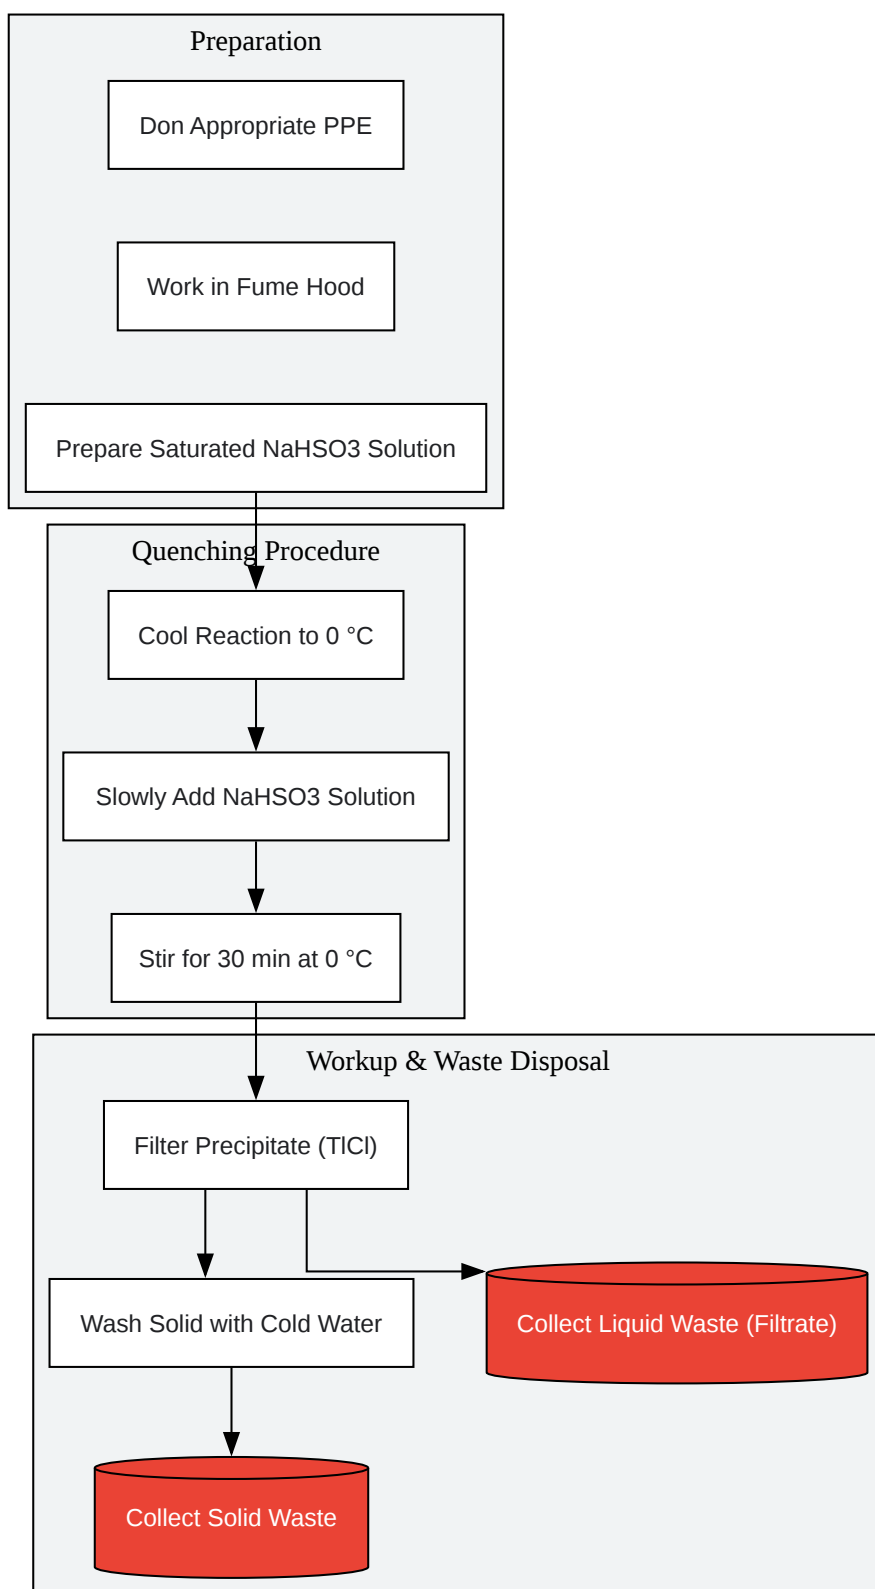 Preparation
Don Appropriate PPE
Work in Fume Hood
Prepare Saturated NaHSO3 Solution
Quenching Procedure
Cool Reaction to 0 °C
Slowly Add NaHSO3 Solution
Stir for 30 min at 0 °C
Workup & Waste Disposal
Filter Precipitate (TlCl)
Wash Solid with Cold Water
Collect Liquid Waste (Filtrate)
Collect Solid Waste